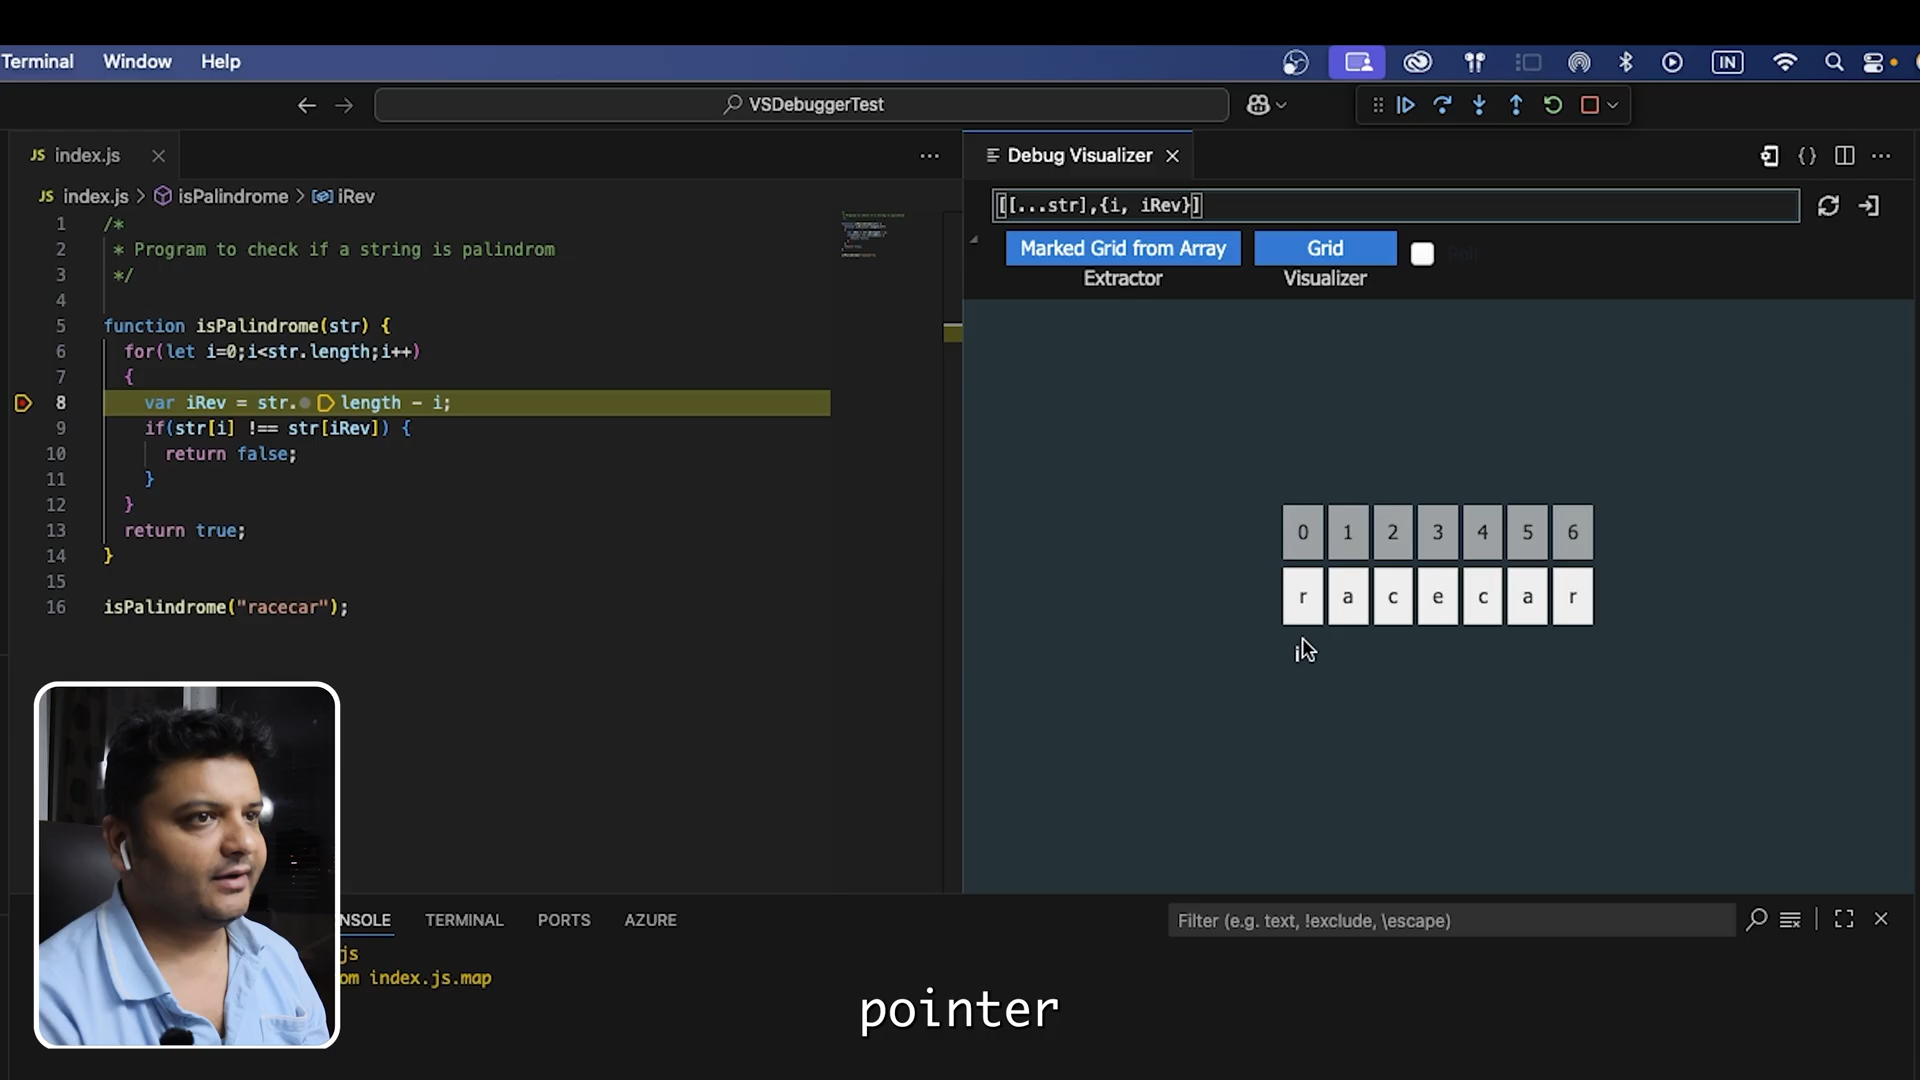 Terminal Window Help
IN
VSDebuggerTest
JS index.js
Debug Visualizer
JS index.js > isPalindrome > iRev
[[...str],{i, iRev}]
Marked Grid from Array
Extractor
Grid
Visualizer
1 /*
2 * Program to check if a string is palindrom
3 */
4
5 function isPalindrome(str) {
6 for(let i=0;i<str.length;i++)
7 {
8 var iRev = str.length - i;
9 if(str[i] !== str[iRev]) {
10 return false;
11 }
12 }
13 return true;
14 }
15
16 isPalindrome("racecar");
0 1 2 3 4 5 6
r a c e c a r
i
NSOLE TERMINAL PORTS AZURE
Filter (e.g. text, !exclude, \escape)
js
om index.js.map
pointer